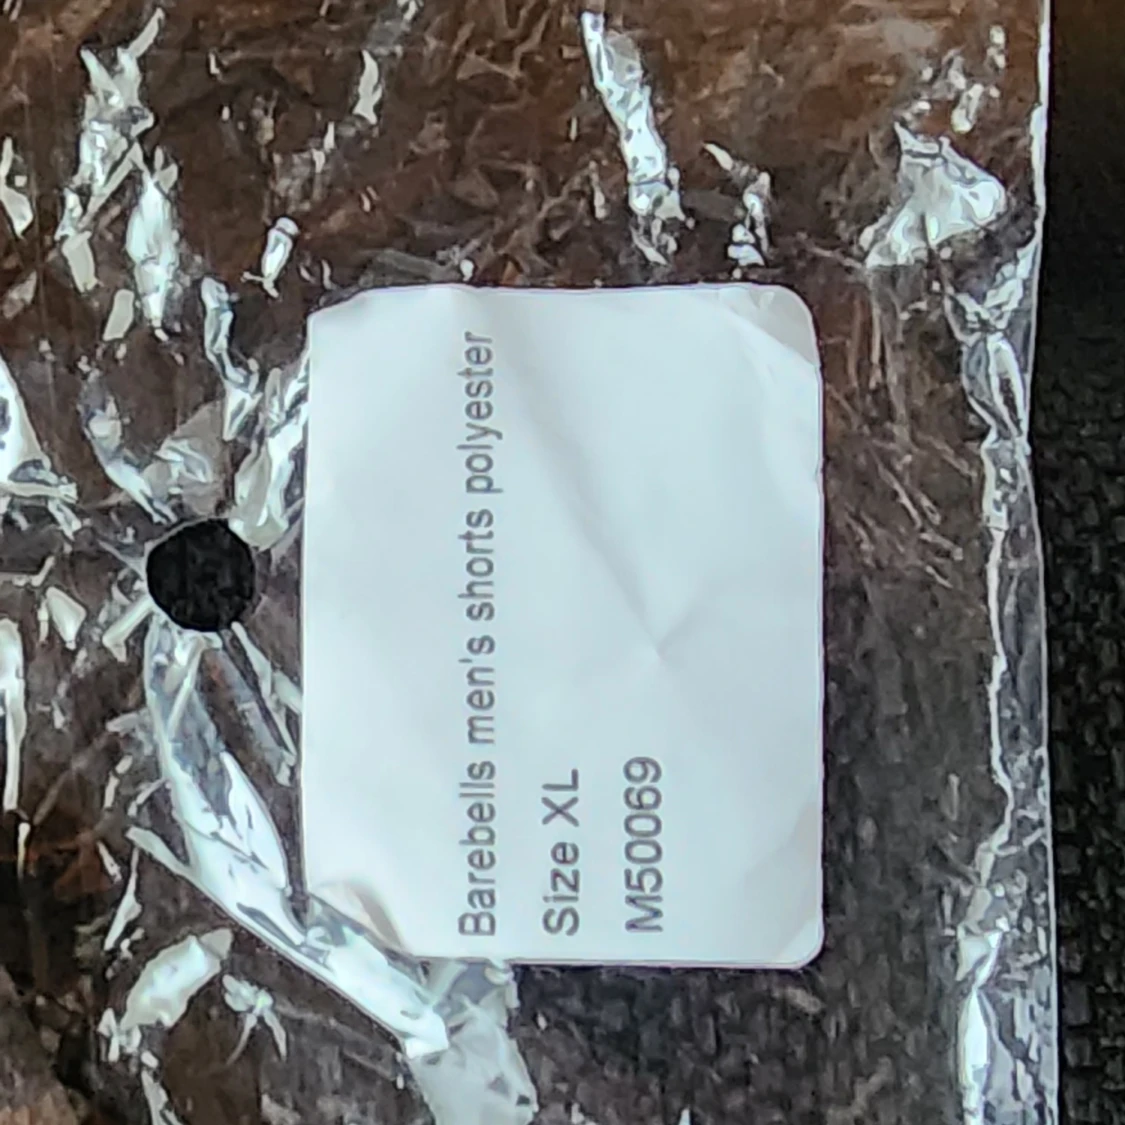 Barebells men's shorts polyester
Size XL
M50069